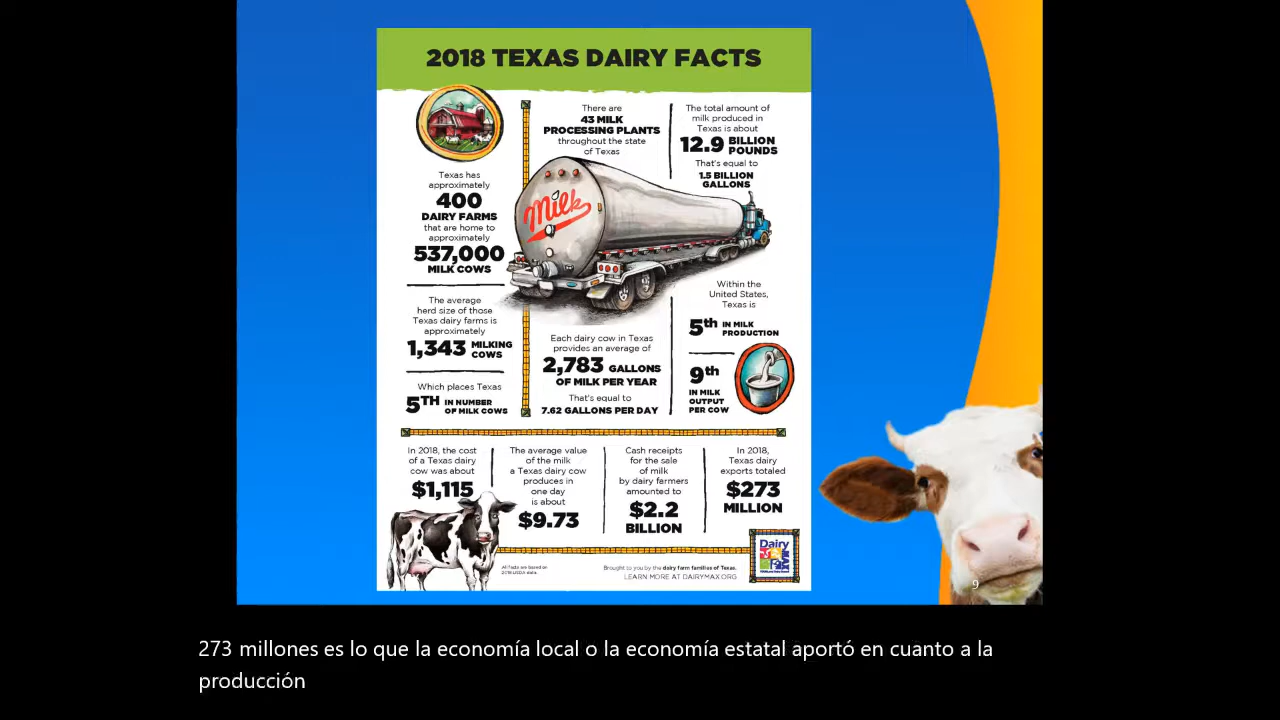 2018 TEXAS DAIRY FACTS
Texas has
approximately
400
DAIRY FARMS
that are home to
approximately
537,000
MILK COWS
The average
herd size of those
Texas dairy farms is
approximately
1,343 MILKING
COWS
Which places Texas
5TH IN NUMBER
OF MILK COWS
There are
43 MILK
PROCESSING PLANTS
throughout the state
of Texas
Milk
Each dairy cow in Texas
provides an average of
2,783 GALLONS
OF MILK PER YEAR
That's equal to
7.62 GALLONS PER DAY
The total amount of
milk produced in
Texas is about
12.9 BILLION
POUNDS
That's equal to
1.5 BILLION
GALLONS
Within the
United States,
Texas is
5th IN MILK
PRODUCTION
9th
IN MILK
OUTPUT
PER COW
In 2018, the cost
of a Texas dairy
cow was about
$1,115
The average value
of the milk
a Texas dairy cow
produces in
one day
is about
$9.73
Cash receipts
for the sale
of milk
by dairy farmers
amounted to
$2.2
BILLION
In 2018,
Texas dairy
exports totaled
$273
MILLION
All facts are based on
2018 USDA data.
Brought to you by the dairy farm families of Texas.
LEARN MORE AT DAIRYMAX.ORG
Dairy
MAX
9
273 millones es lo que la economía local o la economía estatal aportó en cuanto a la
producción